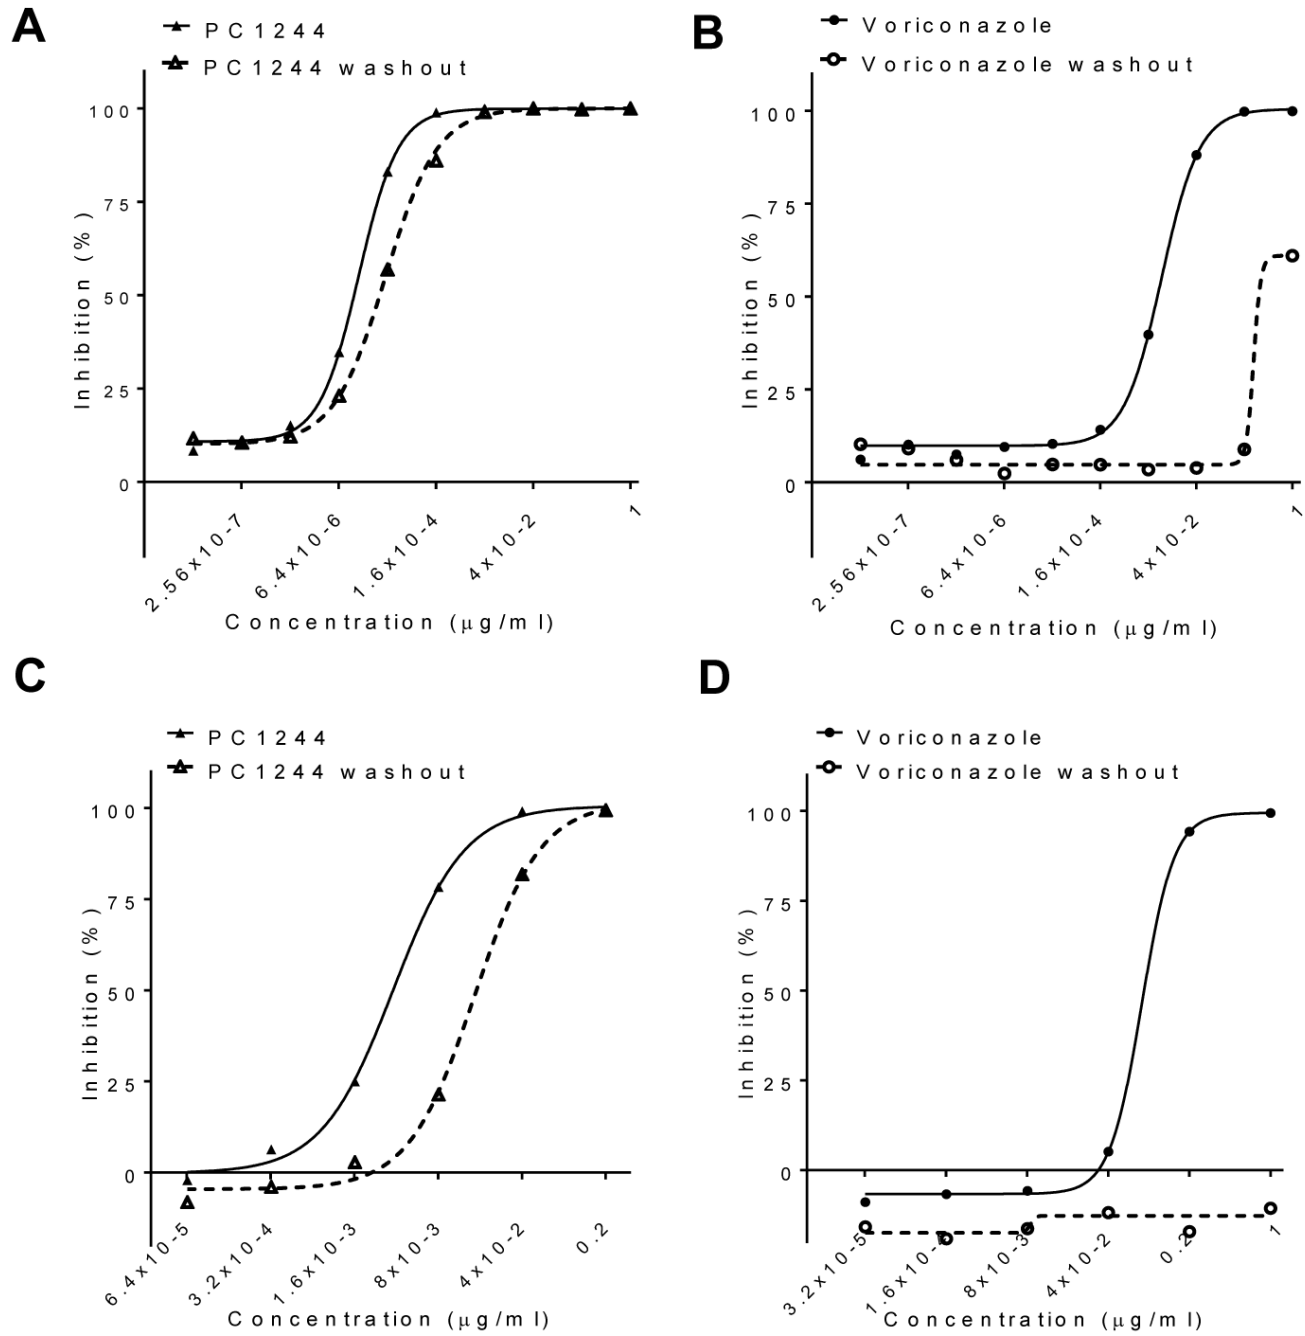 A
PC1244
PC1244 washout
100
75
50
25
0
Inhibition (%)
2.56x10-7
6.4x10-6
1.6x10-4
4x10-2
1
Concentration (μg/ml)
B
Voriconazole
Voriconazole washout
100
75
50
25
0
Inhibition (%)
2.56x10-7
6.4x10-6
1.6x10-4
4x10-2
1
Concentration (μg/ml)
C
PC1244
PC1244 washout
100
75
50
25
0
Inhibition (%)
6.4x10-5
3.2x10-4
1.6x10-3
8x10-3
4x10-2
0.2
Concentration (μg/ml)
D
Voriconazole
Voriconazole washout
100
75
50
25
0
Inhibition (%)
3.2x10-5
8x10-3
4x10-2
0.2
1
Concentration (μg/ml)